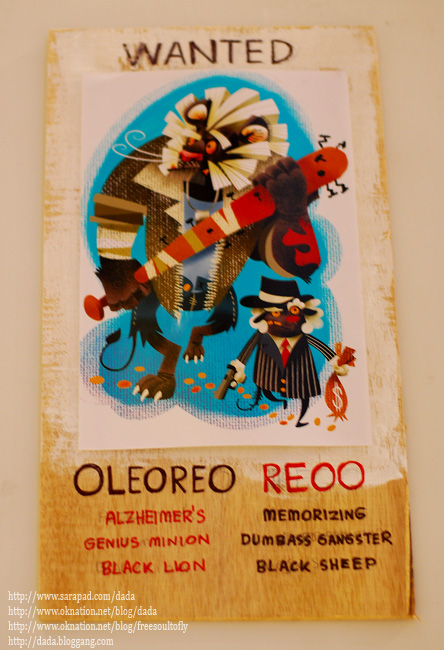 WANTED
OLEOREO REOO
ALZHEIMER'S
GENIUS MINION
BLACK LION
MEMORIZING
DUMBASS GANGSTER
BLACK SHEEP
http://www.sarapad.com/dada
http://www.oknation.net/blog/dada
http://www.oknation.net/blog/freesoultofly
http://dada.bloggang.com